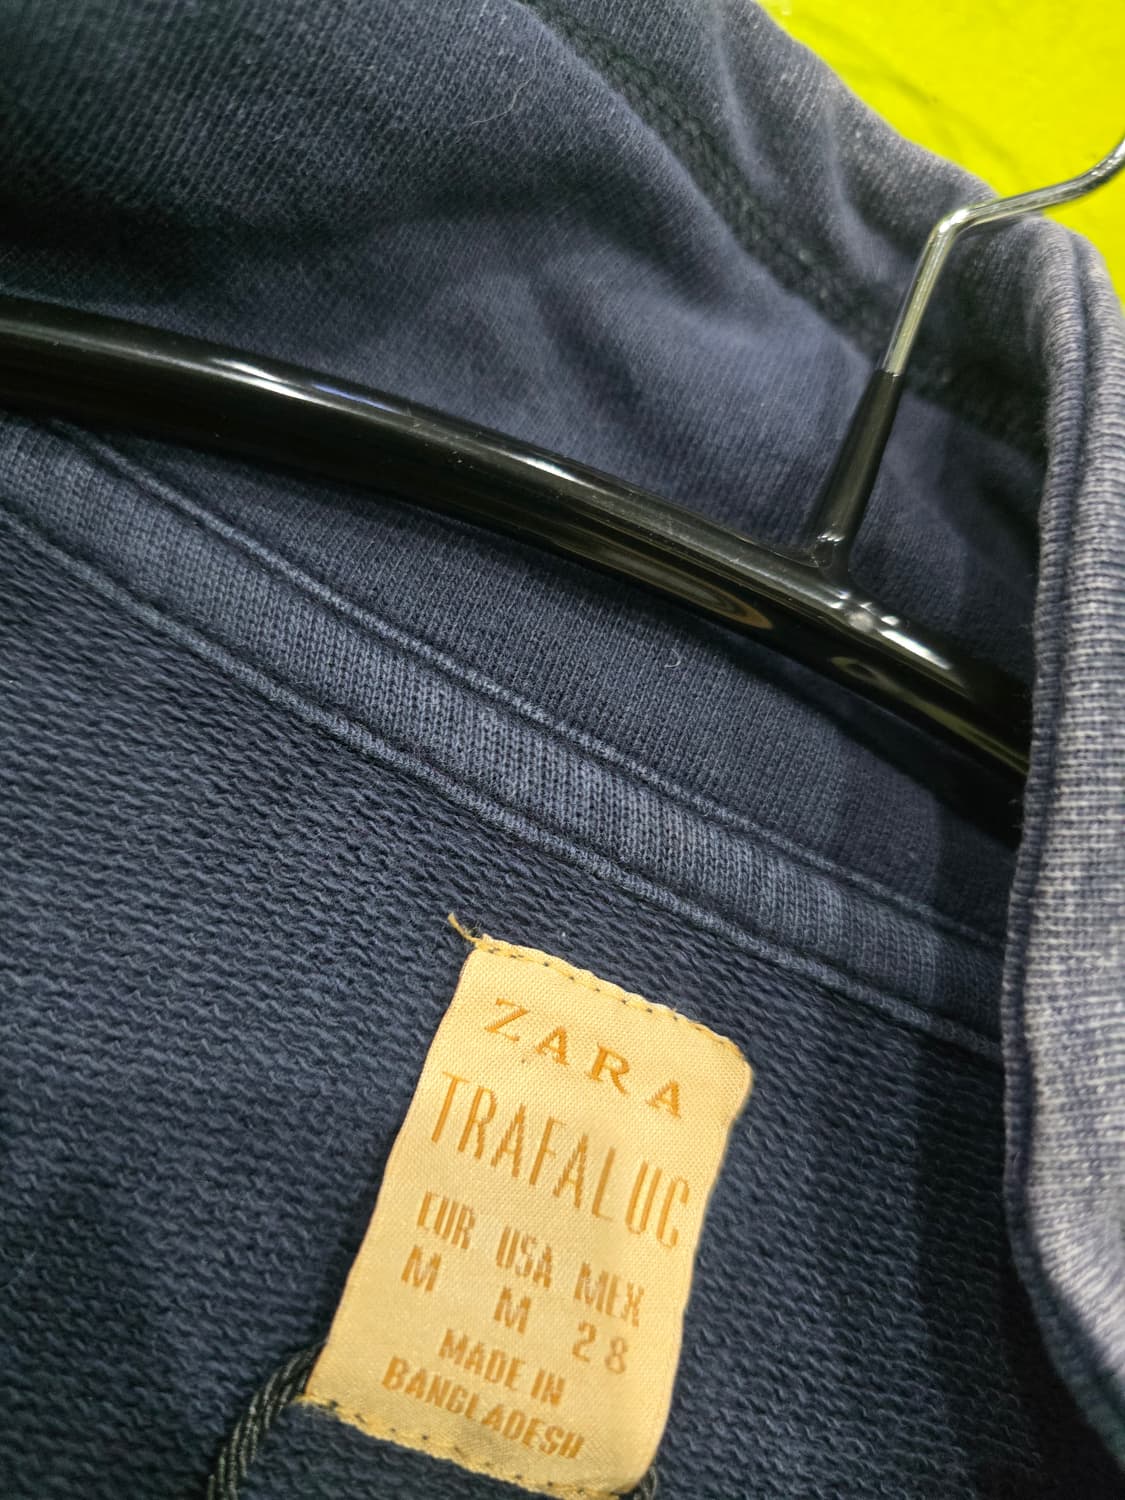 ZARA
TRAFALUC
EUR USA MEX
M M 28
MADE IN
BANGLADESH